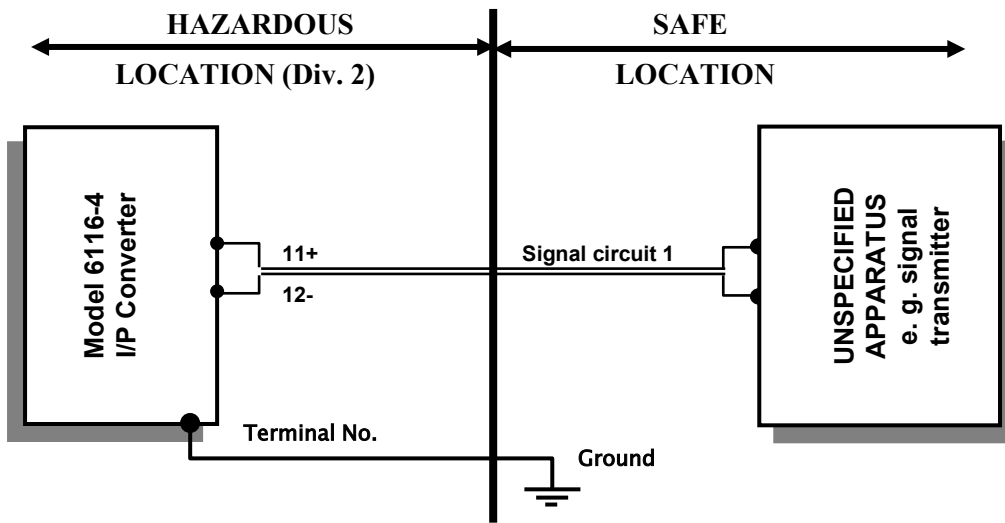 HAZARDOUS
LOCATION (Div. 2)
SAFE
LOCATION
Model 6116-4
I/P Converter
11+
12-
Signal circuit 1
UNSPECIFIED
APPARATUS
e. g. signal
transmitter
Terminal No.
Ground